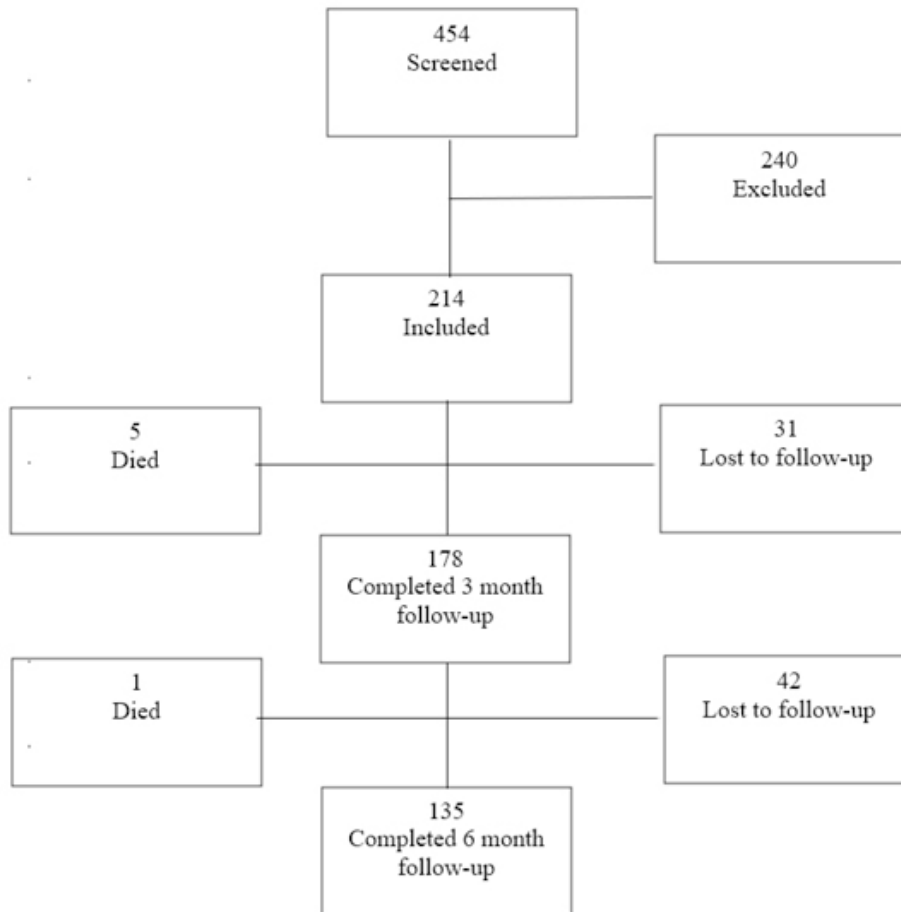 454
Screened
240
Excluded
214
Included
5
Died
31
Lost to follow-up
178
Completed 3 month
follow-up
1
Died
42
Lost to follow-up
135
Completed 6 month
follow-up